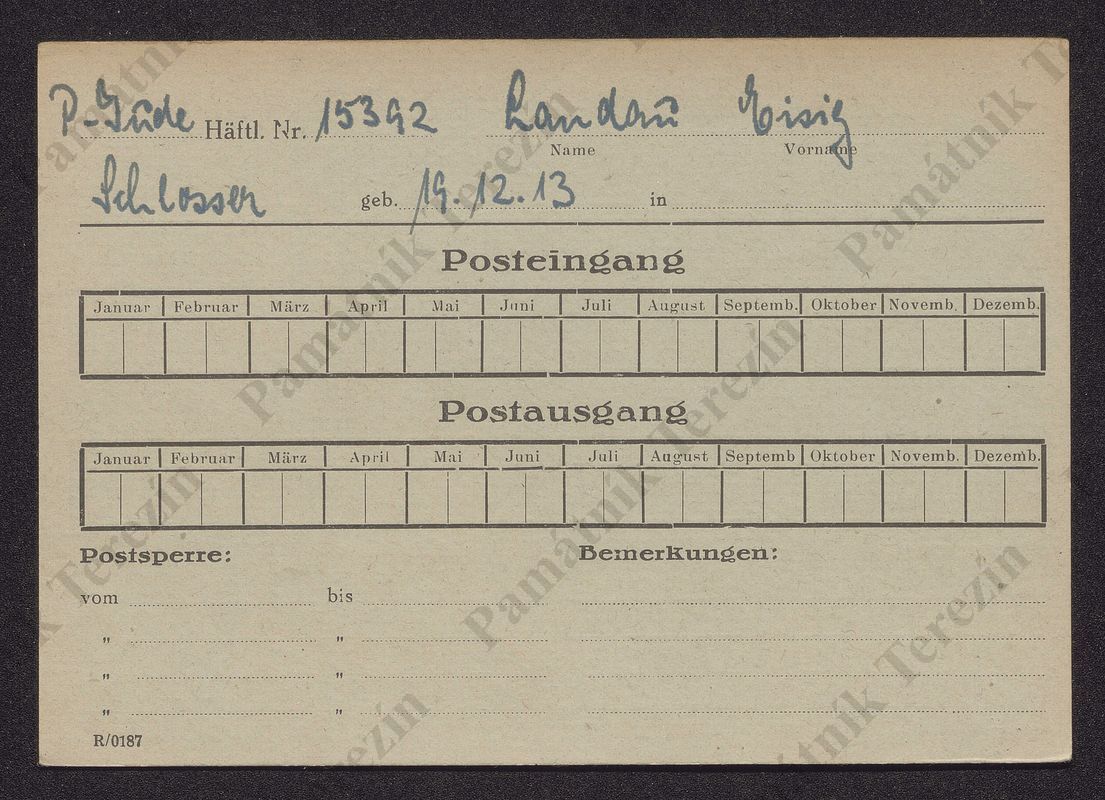 P-Jude Häftl. Nr. 15392 Landau Eisig
Name Vorname
Schlosser geb. 19.12.13 in
Posteingang
Januar Februar März April Mai Juni Juli August Septemb. Oktober Novemb. Dezemb.
Postausgang
Januar Februar März April Mai Juni Juli August Septemb Oktober Novemb. Dezemb.
Postsperre: Bemerkungen:
vom bis
" "
" "
" "
R/0187
Památník Terezín